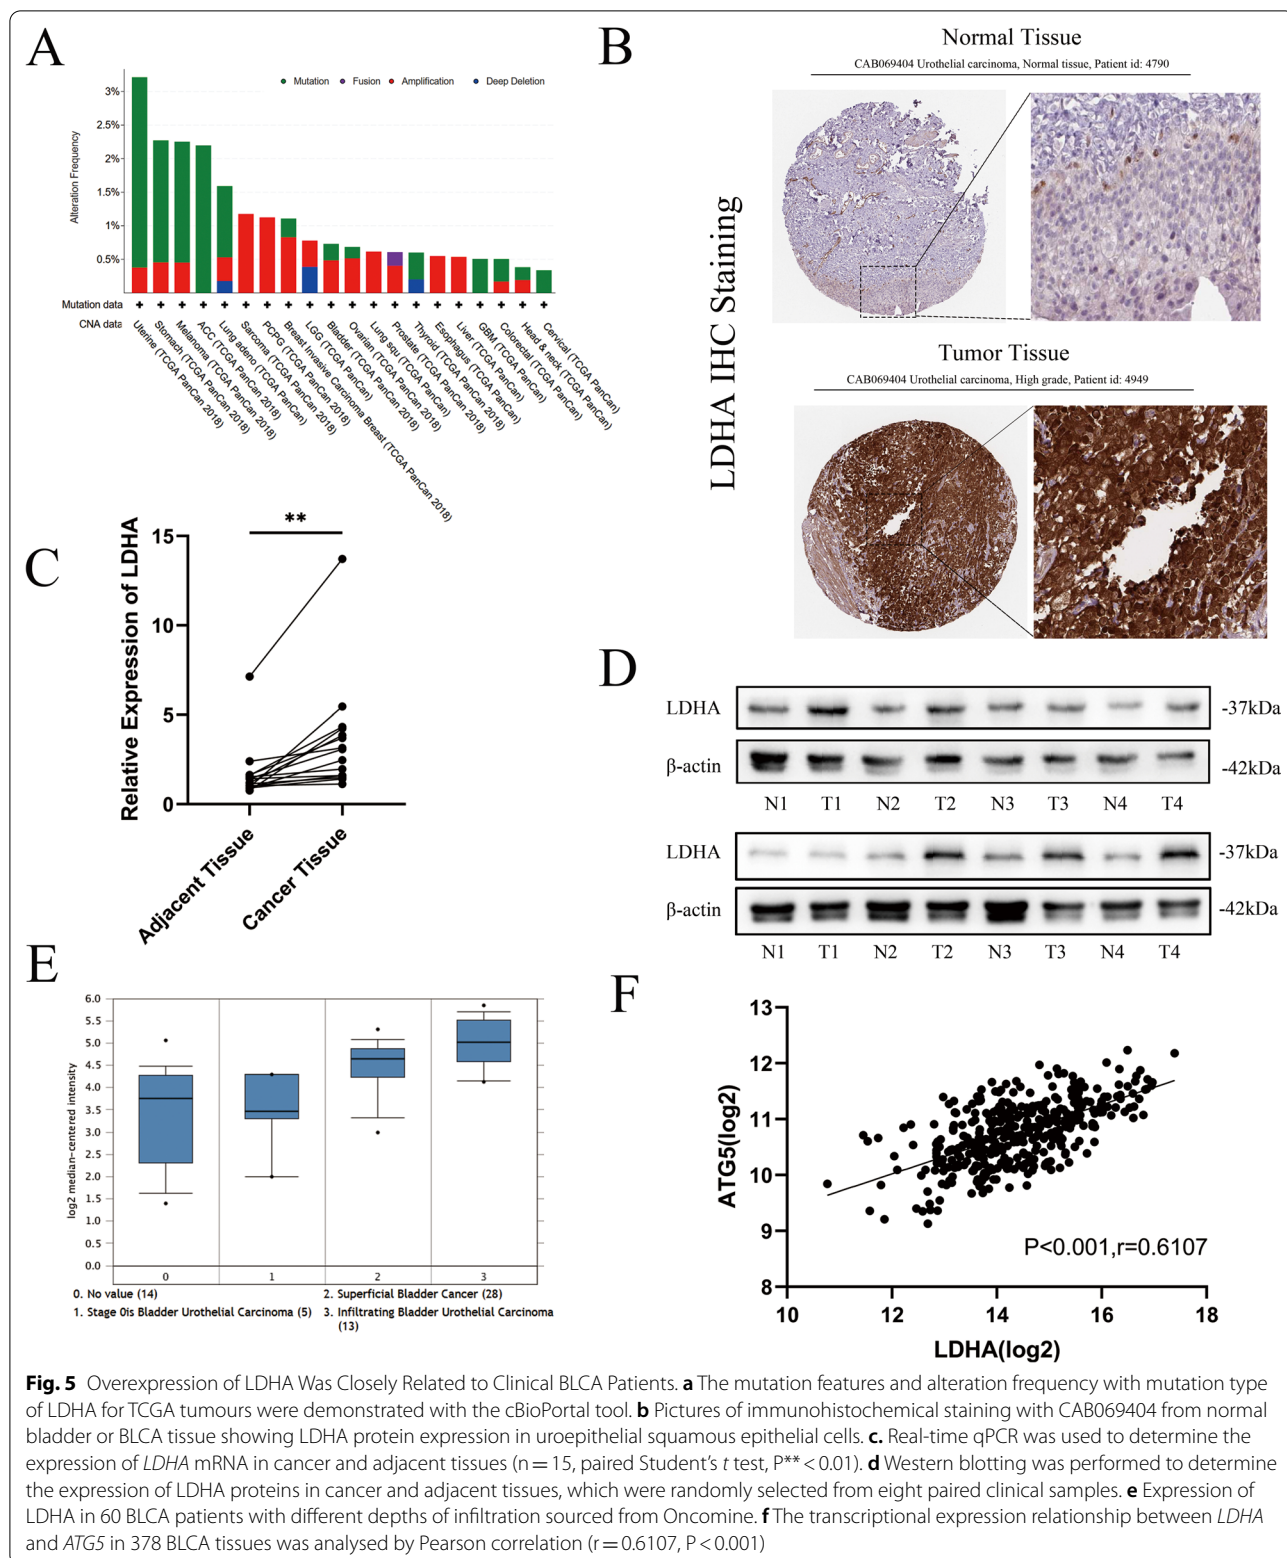 A
Mutation Fusion Amplification Deep Deletion
3%
2.5%
2%
1.5%
1%
0.5%
Alteration Frequency
Mutation data + + + + + + + + + + + + + + + + + + + +
CNA data
Uterine (TCGA PanCan 2018)
Stomach (TCGA PanCan 2018)
Melanoma (TCGA PanCan 2018)
ACC (TCGA PanCan 2018)
Lung adeno (TCGA PanCan)
Sarcoma (TCGA PanCan 2018)
PCPG (TCGA PanCan 2018)
Breast Invasive Carcinoma Breast (TCGA PanCan 2018)
LGG (TCGA PanCan)
Bladder (TCGA PanCan 2018)
Ovarian (TCGA PanCan 2018)
Lung squ (TCGA PanCan)
Prostate (TCGA PanCan 2018)
Thyroid (TCGA PanCan 2018)
Esophagus (TCGA PanCan)
Liver (TCGA PanCan)
GBM (TCGA PanCan)
Colorectal (TCGA PanCan)
Head & neck (TCGA PanCan)
Cervical (TCGA PanCan)
B
LDHA IHC Staining
Normal Tissue
CAB069404 Urothelial carcinoma, Normal tissue, Patient id: 4790
Tumor Tissue
CAB069404 Urothelial carcinoma, High grade, Patient id: 4949
C
Relative Expression of LDHA
**
15
10
5
0
Adjacent Tissue
Cancer Tissue
D
LDHA -37kDa
β-actin -42kDa
N1 T1 N2 T2 N3 T3 N4 T4
LDHA -37kDa
β-actin -42kDa
N1 T1 N2 T2 N3 T3 N4 T4
E
log2 median-centered intensity
6.0
5.5
5.0
4.5
4.0
3.5
3.0
2.5
2.0
1.5
1.0
0.5
0.0
0 1 2 3
0. No value (14) 2. Superficial Bladder Cancer (28)
1. Stage 0is Bladder Urothelial Carcinoma (5) 3. Infiltrating Bladder Urothelial Carcinoma
(13)
F
ATG5(log2)
13
12
11
10
9
8
P<0.001,r=0.6107
10 12 14 16 18
LDHA(log2)
Fig. 5 Overexpression of LDHA Was Closely Related to Clinical BLCA Patients. a The mutation features and alteration frequency with mutation type
of LDHA for TCGA tumours were demonstrated with the cBioPortal tool. b Pictures of immunohistochemical staining with CAB069404 from normal
bladder or BLCA tissue showing LDHA protein expression in uroepithelial squamous epithelial cells. c. Real-time qPCR was used to determine the
expression of LDHA mRNA in cancer and adjacent tissues (n = 15, paired Student's t test, P** < 0.01). d Western blotting was performed to determine
the expression of LDHA proteins in cancer and adjacent tissues, which were randomly selected from eight paired clinical samples. e Expression of
LDHA in 60 BLCA patients with different depths of infiltration sourced from Oncomine. f The transcriptional expression relationship between LDHA
and ATG5 in 378 BLCA tissues was analysed by Pearson correlation (r = 0.6107, P < 0.001)